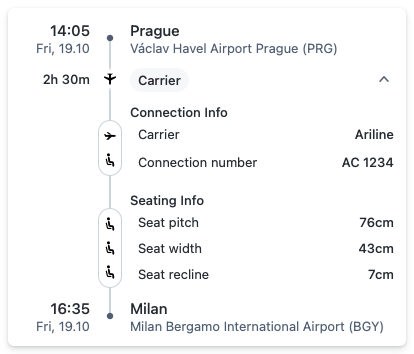 14:05 Prague
Fri, 19.10 Václav Havel Airport Prague (PRG)
2h 30m Carrier
Connection Info
Carrier Ariline
Connection number AC 1234
Seating Info
Seat pitch 76cm
Seat width 43cm
Seat recline 7cm
16:35 Milan
Fri, 19.10 Milan Bergamo International Airport (BGY)